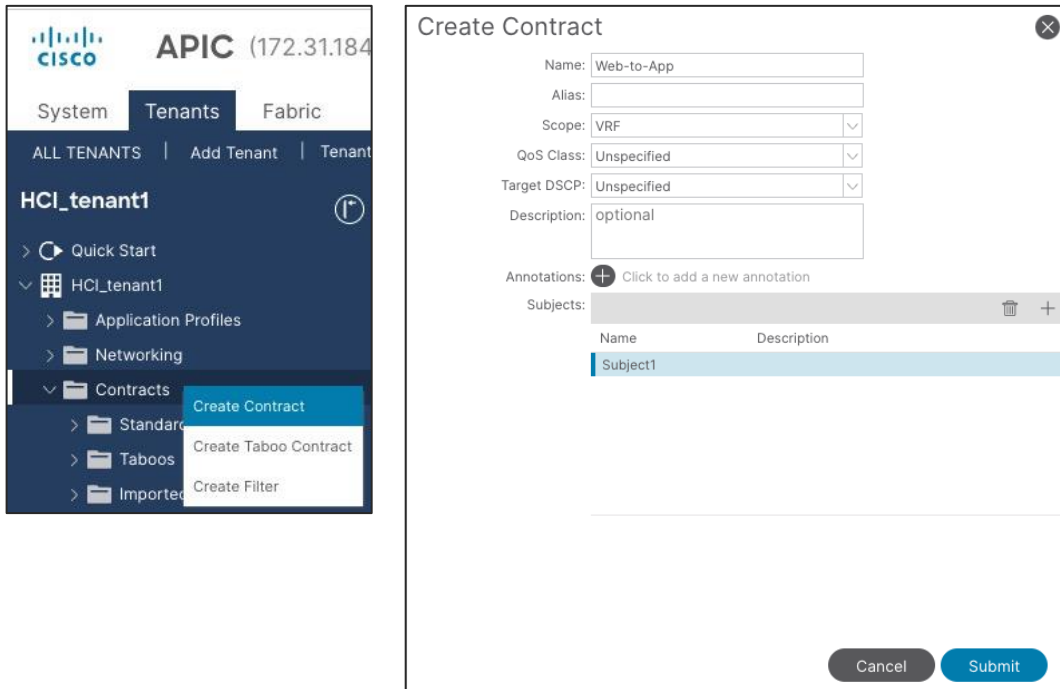 CISCO
APIC (172.31.184
System Tenants Fabric
ALL TENANTS | Add Tenant | Tenant
HCI_tenant1
Quick Start
HCI_tenant1
Application Profiles
Networking
Contracts
Create Contract
Standard
Create Taboo Contract
Taboos
Create Filter
Imported
Create Contract
Name: Web-to-App
Alias:
Scope: VRF
QoS Class: Unspecified
Target DSCP: Unspecified
Description: optional
Annotations: Click to add a new annotation
Subjects:
Name Description
Subject1
Cancel Submit